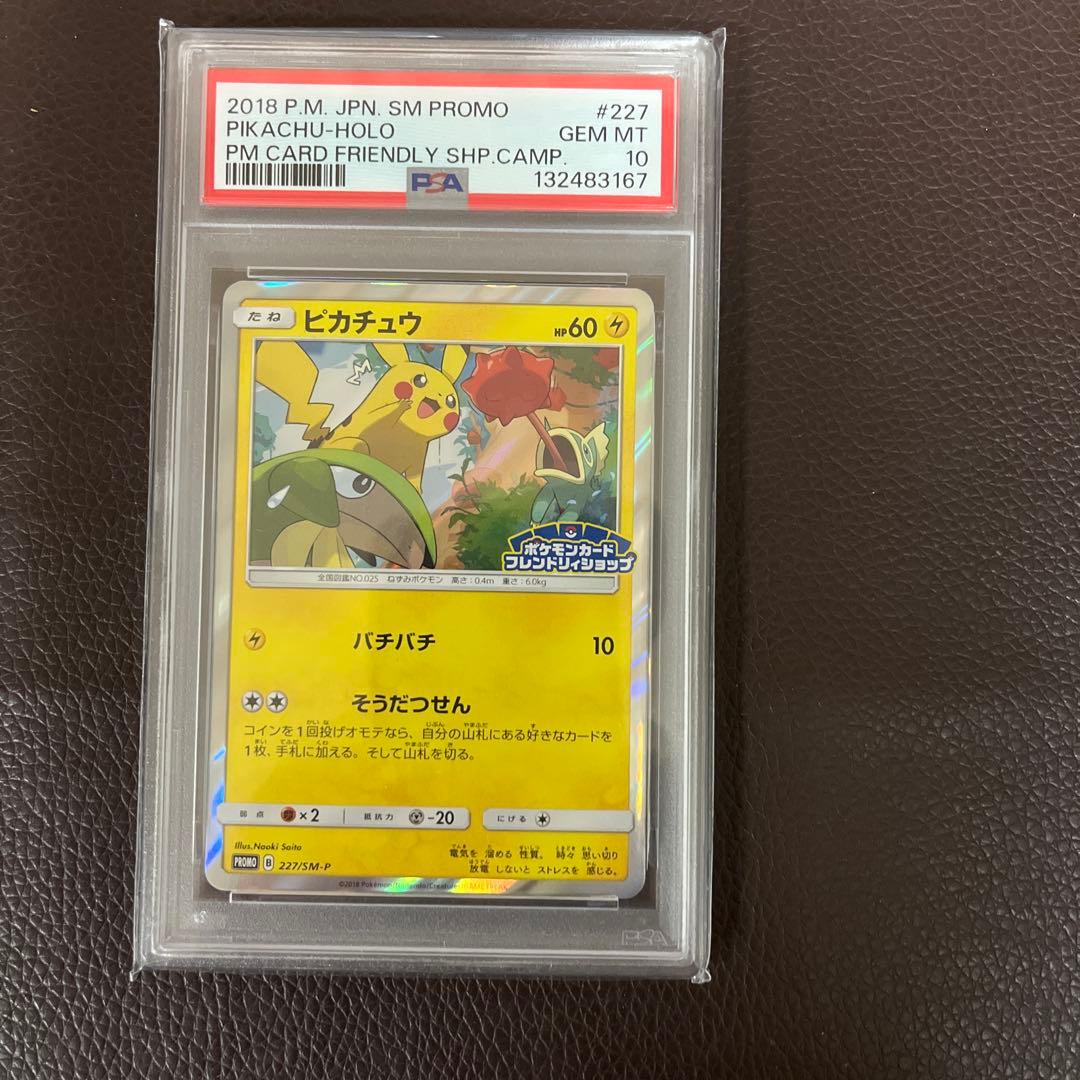 2018 P.M. JPN. SM PROMO #227
PIKACHU-HOLO GEM MT
PM CARD FRIENDLY SHP.CAMP. 10
PSA 132483167
たね ピカチュウ HP60
ポケモンカード
フレンドリィショップ
全国図鑑NO.025 ねずみポケモン 高さ:0.4m 重さ:6.0kg
バチバチ 10
そうだつせん
コインを1回投げオモテなら、自分の山札にある好きなカードを
1枚、手札に加える。そして山札を切る。
弱点 ×2 抵抗力 -20 にげる
Illus.Naoki Saito
電気を 溜める 性質。 時々 思い切り
PROMO B 227/SM-P
放電 しないと ストレスを 感じる。
©2018 Pokémon/Nintendo/Creatures/GAME FREAK
PSA